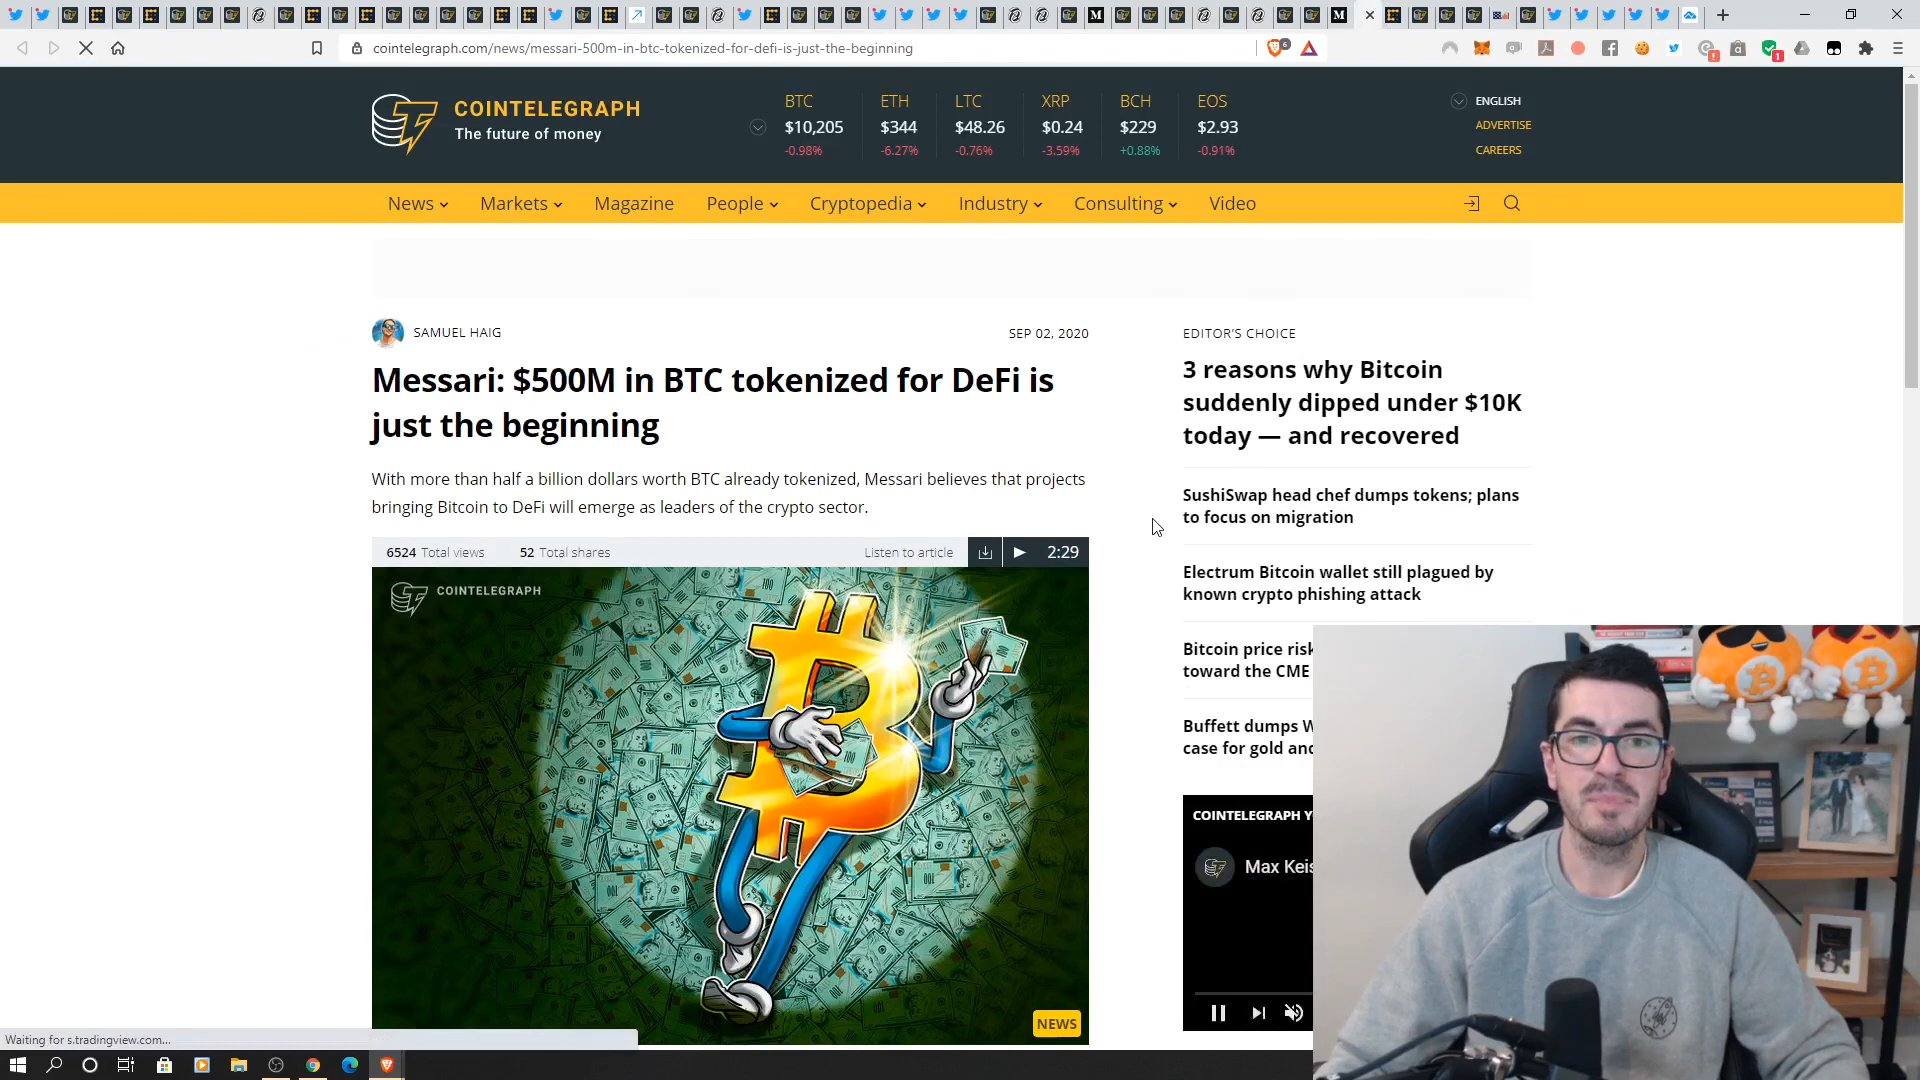 cointelegraph.com/news/messari-500m-in-btc-tokenized-for-defi-is-just-the-beginning
6
1
COINTELEGRAPH
The future of money
BTC ETH LTC XRP BCH EOS
$10,205 $344 $48.26 $0.24 $229 $2.93
-0.98% -6.27% -0.76% -3.59% +0.88% -0.91%
ENGLISH
ADVERTISE
CAREERS
News Markets Magazine People Cryptopedia Industry Consulting Video
SAMUEL HAIG
SEP 02, 2020
Messari: $500M in BTC tokenized for DeFi is
just the beginning
With more than half a billion dollars worth BTC already tokenized, Messari believes that projects
bringing Bitcoin to DeFi will emerge as leaders of the crypto sector.
6524 Total views 52 Total shares Listen to article 2:29
COINTELEGRAPH
NEWS
EDITOR'S CHOICE
3 reasons why Bitcoin
suddenly dipped under $10K
today — and recovered
SushiSwap head chef dumps tokens; plans
to focus on migration
Electrum Bitcoin wallet still plagued by
known crypto phishing attack
Bitcoin price risk
toward the CME
Buffett dumps W
case for gold and
COINTELEGRAPH Y
Max Keis
Waiting for s.tradingview.com...